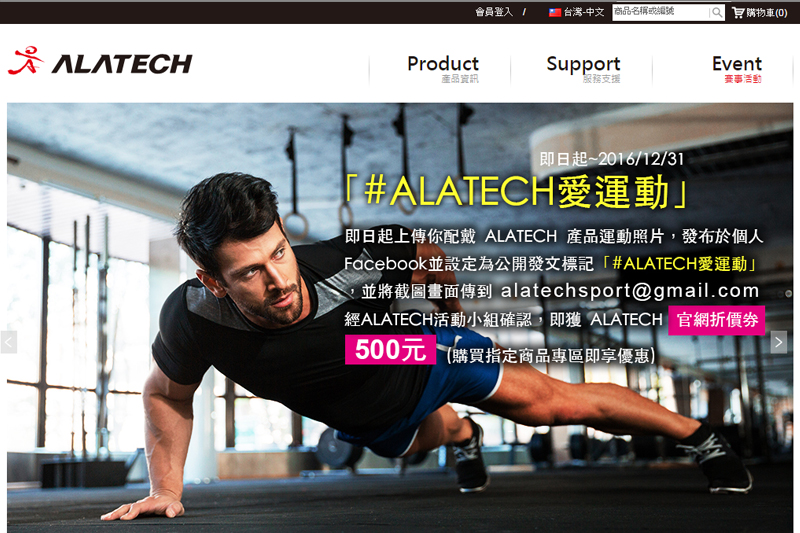 會員登入 / 台灣-中文 商品名稱或編號 購物車(0)
ALATECH
Product Support Event
產品資訊 服務支援 賽事活動
即日起~2016/12/31
「#ALATECH愛運動」
即日起上傳你配戴 ALATECH 產品運動照片，發布於個人
Facebook並設定為公開發文標記「#ALATECH愛運動」
，並將截圖畫面傳到 alatechsport@gmail.com
經ALATECH活動小組確認，即獲 ALATECH 官網折價券
500元 (購買指定商品專區即享優惠)